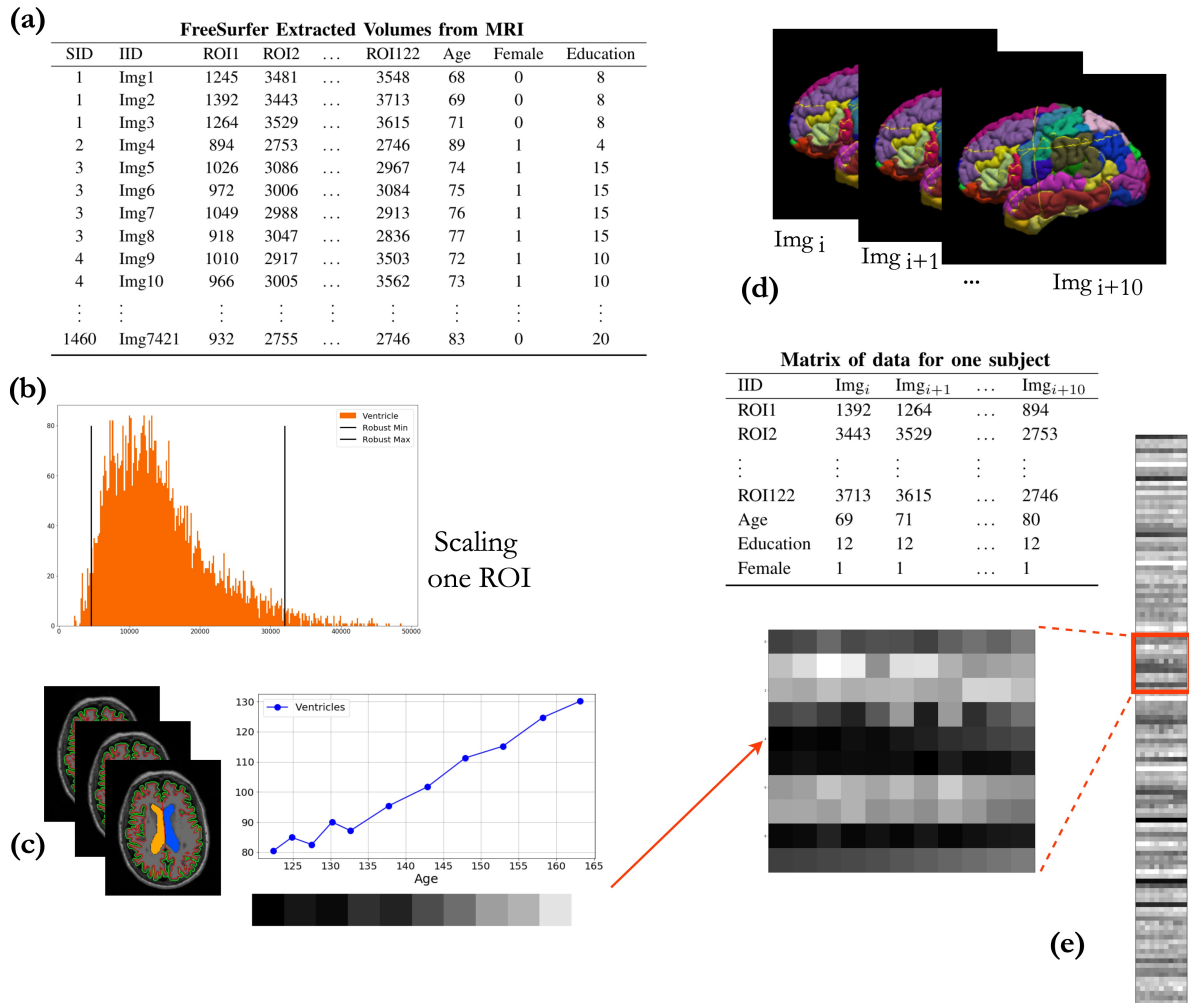 (a)
FreeSurfer Extracted Volumes from MRI
SID IID ROI1 ROI2 ... ROI122 Age Female Education
1 Img1 1245 3481 ... 3548 68 0 8
1 Img2 1392 3443 ... 3713 69 0 8
1 Img3 1264 3529 ... 3615 71 0 8
2 Img4 894 2753 ... 2746 89 1 4
3 Img5 1026 3086 ... 2967 74 1 15
3 Img6 972 3006 ... 3084 75 1 15
3 Img7 1049 2988 ... 2913 76 1 15
3 Img8 918 3047 ... 2836 77 1 15
4 Img9 1010 2917 ... 3503 72 1 10
4 Img10 966 3005 ... 3562 73 1 10
⋮ ⋮ ⋮ ⋮ ⋮ ⋮ ⋮ ⋮
1460 Img7421 932 2755 ... 2746 83 0 20
(b)
Ventricle
Robust Min
Robust Max
80
60
40
20
0
0 10000 20000 30000 40000 50000
Scaling
one ROI
(c)
Ventricles
130
120
110
100
90
80
125 130 135 140 145 150 155 160 165
Age
Img i
Img i+1
...
Img i+10
(d)
Matrix of data for one subject
IID Img i Img i+1 ... Img i+10
ROI1 1392 1264 ... 894
ROI2 3443 3529 ... 2753
⋮ ⋮ ⋮ ⋮
ROI122 3713 3615 ... 2746
Age 69 71 ... 80
Education 12 12 ... 12
Female 1 1 ... 1
(e)